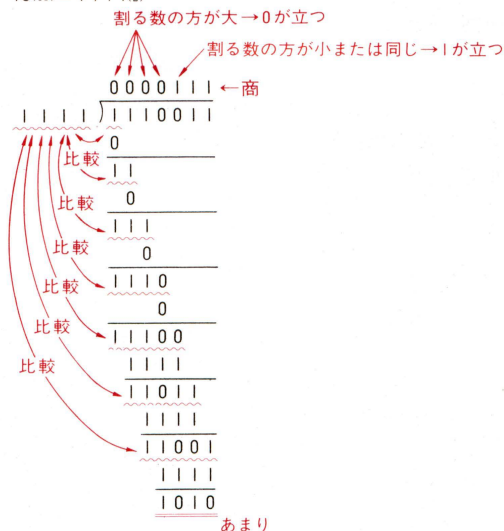 割る数の方が大→0が立つ
割る数の方が小または同じ→1が立つ
0000111 ←商
1111 ) 1110011
0
比較
11
0
比較
111
0
比較
1110
0
比較
11100
1111
比較
11011
1111
比較
11001
1111
1010
あまり